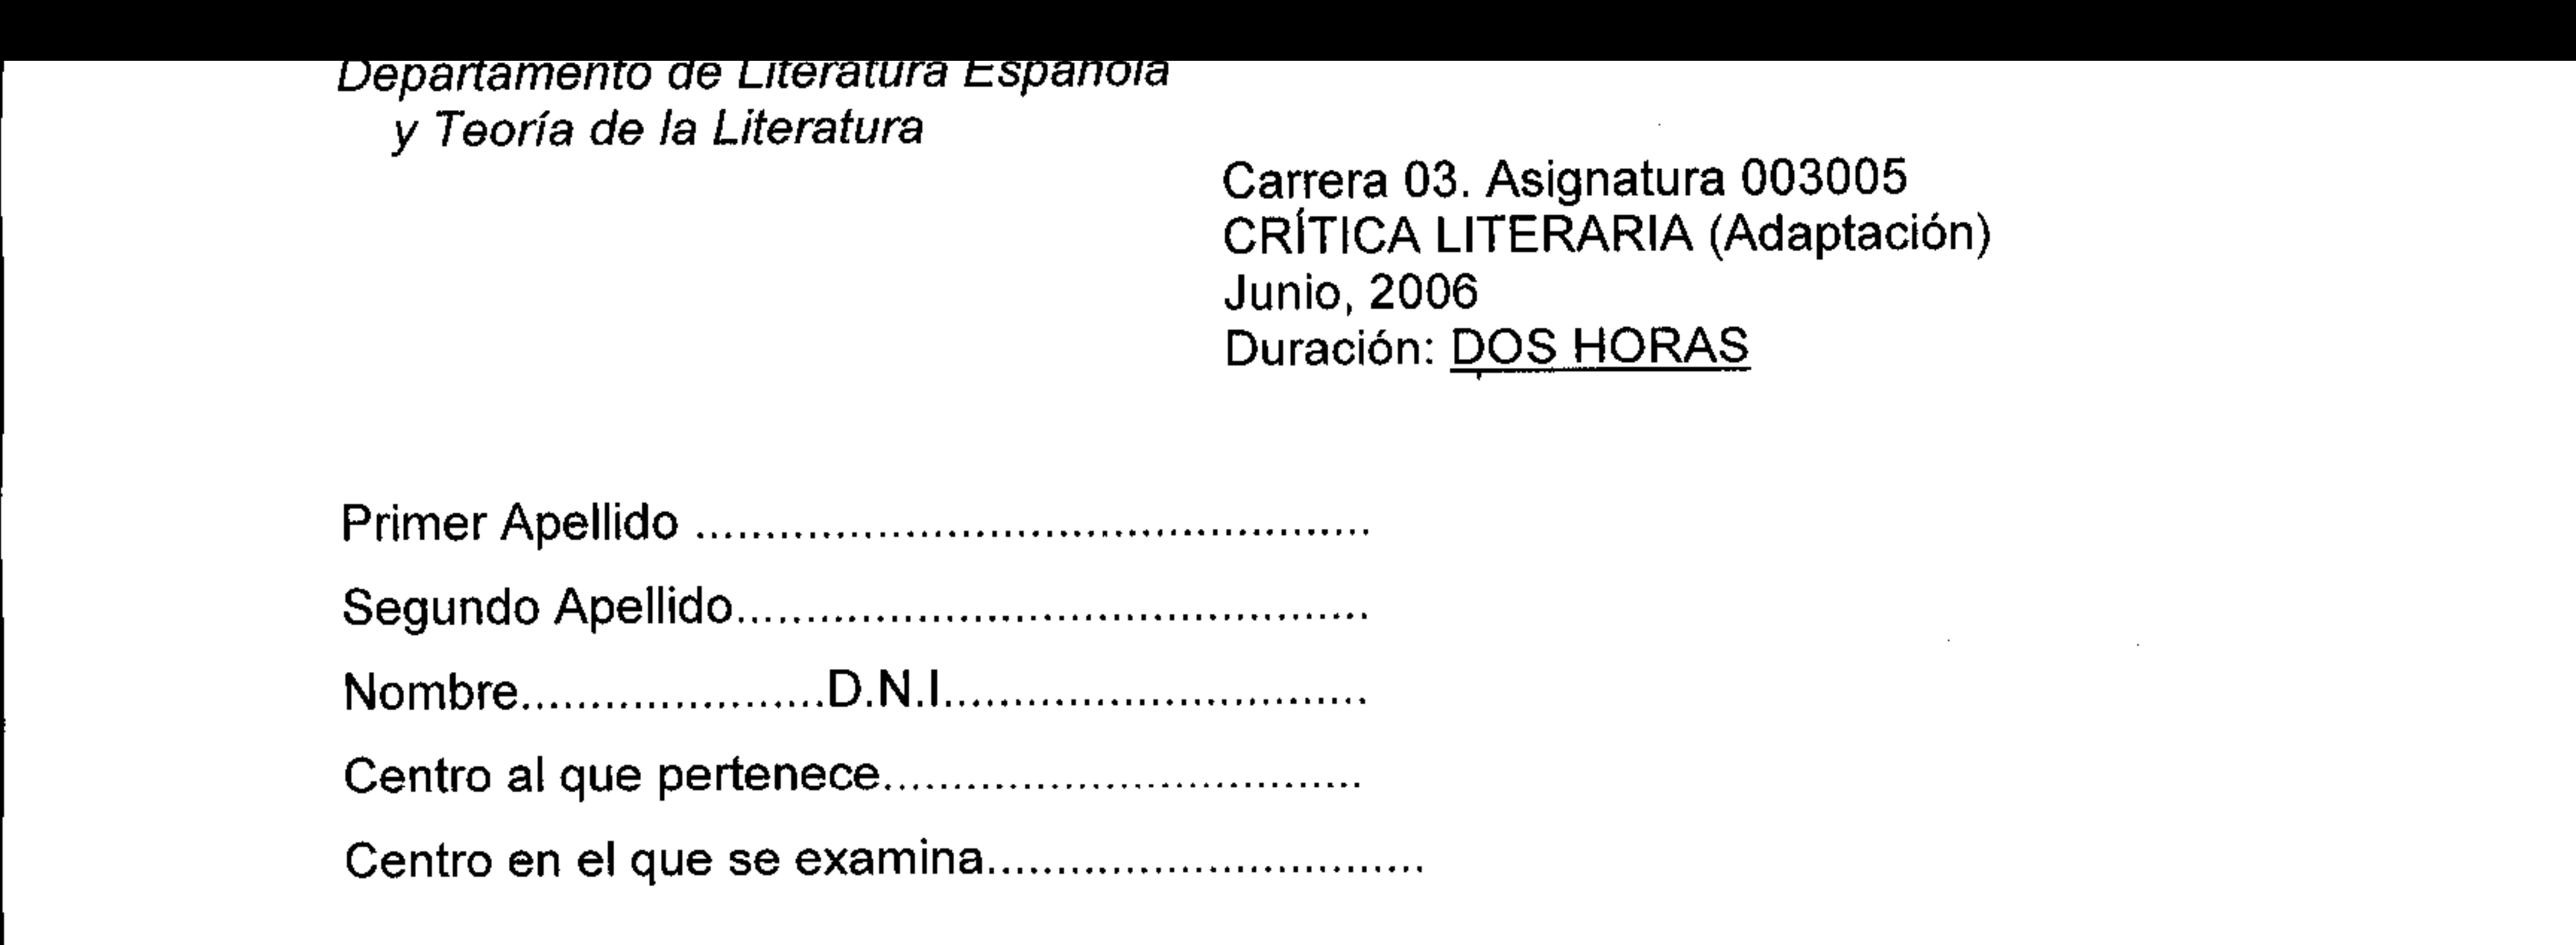 Departamento de Literatura Española
y Teoría de la Literatura
Carrera 03. Asignatura 003005
CRÍTICA LITERARIA (Adaptación)
Junio, 2006
Duración: DOS HORAS
Primer Apellido ................................................
Segundo Apellido.............................................
Nombre......................D.N.I..............................
Centro al que pertenece..................................
Centro en el que se examina...............................